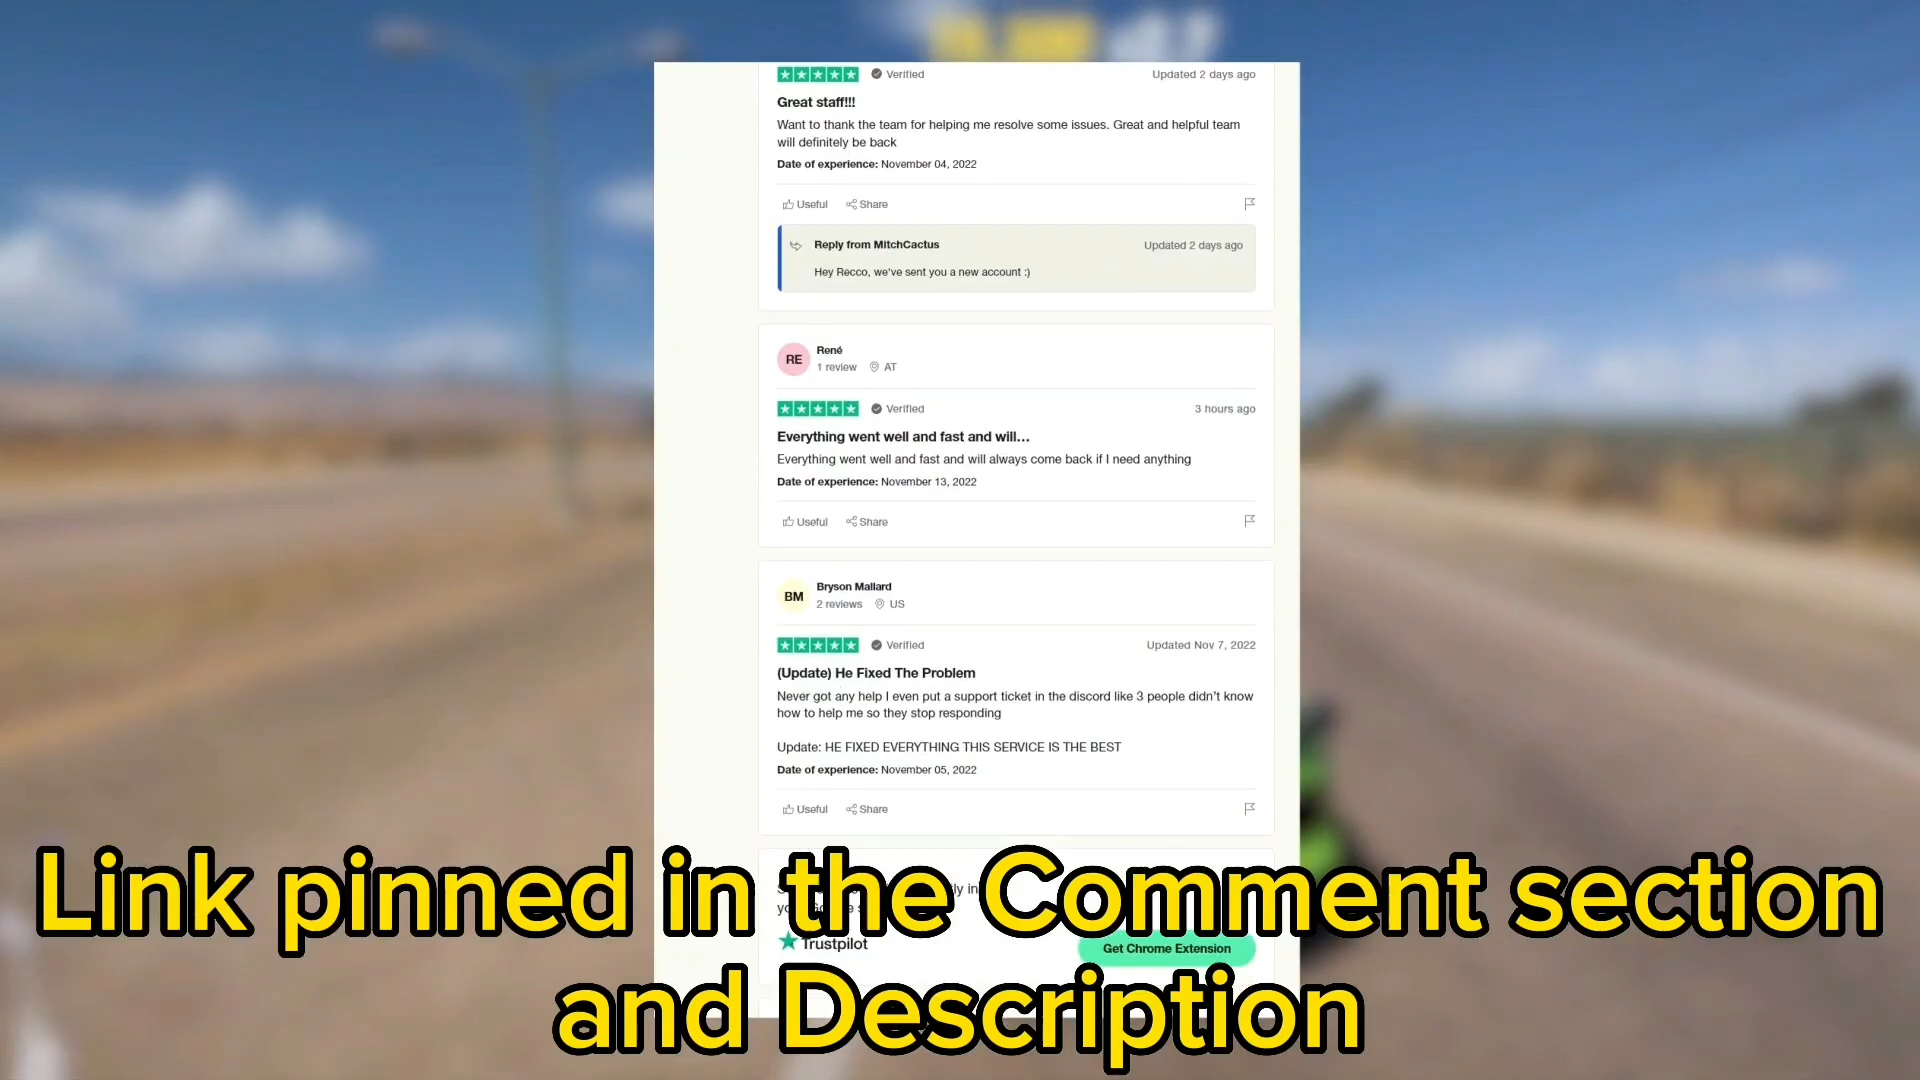 Verified
Updated 2 days ago
Great staff!!!
Want to thank the team for helping me resolve some issues. Great and helpful team
will definitely be back
Date of experience: November 04, 2022
Useful
Share
Reply from MitchCactus
Updated 2 days ago
Hey Recco, we've sent you a new account :)
RE
René
1 review
AT
Verified
3 hours ago
Everything went well and fast and will...
Everything went well and fast and will always come back if I need anything
Date of experience: November 13, 2022
Useful
Share
BM
Bryson Mallard
2 reviews
US
Verified
Updated Nov 7, 2022
(Update) He Fixed The Problem
Never got any help I even put a support ticket in the discord like 3 people didn't know
how to help me so they stop responding
Update: HE FIXED EVERYTHING THIS SERVICE IS THE BEST
Date of experience: November 05, 2022
Useful
Share
Link pinned in the Comment section
and Description
Trustpilot
Get Chrome Extension